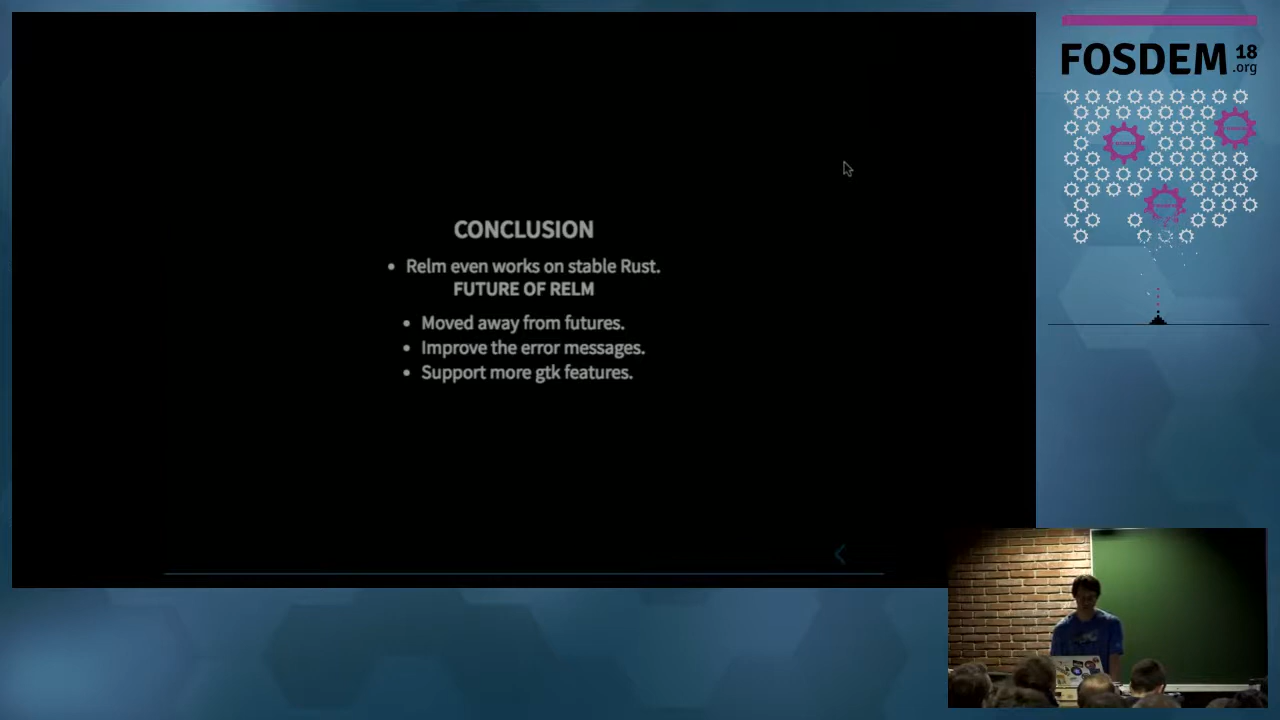 FOSDEM 18
.org
CONCLUSION
• Relm even works on stable Rust.
FUTURE OF RELM
• Moved away from futures.
• Improve the error messages.
• Support more gtk features.